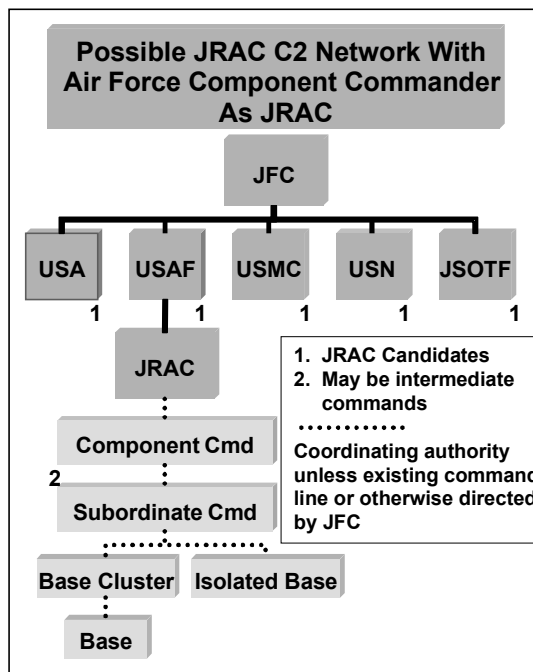 Possible JRAC C2 Network With
Air Force Component Commander
As JRAC
JFC
USA USAF USMC USN JSOTF
1 1 1 1 1
JRAC
1. JRAC Candidates
2. May be intermediate
commands
Coordinating authority
unless existing command
line or otherwise directed
by JFC
Component Cmd
2
Subordinate Cmd
Base Cluster Isolated Base
Base